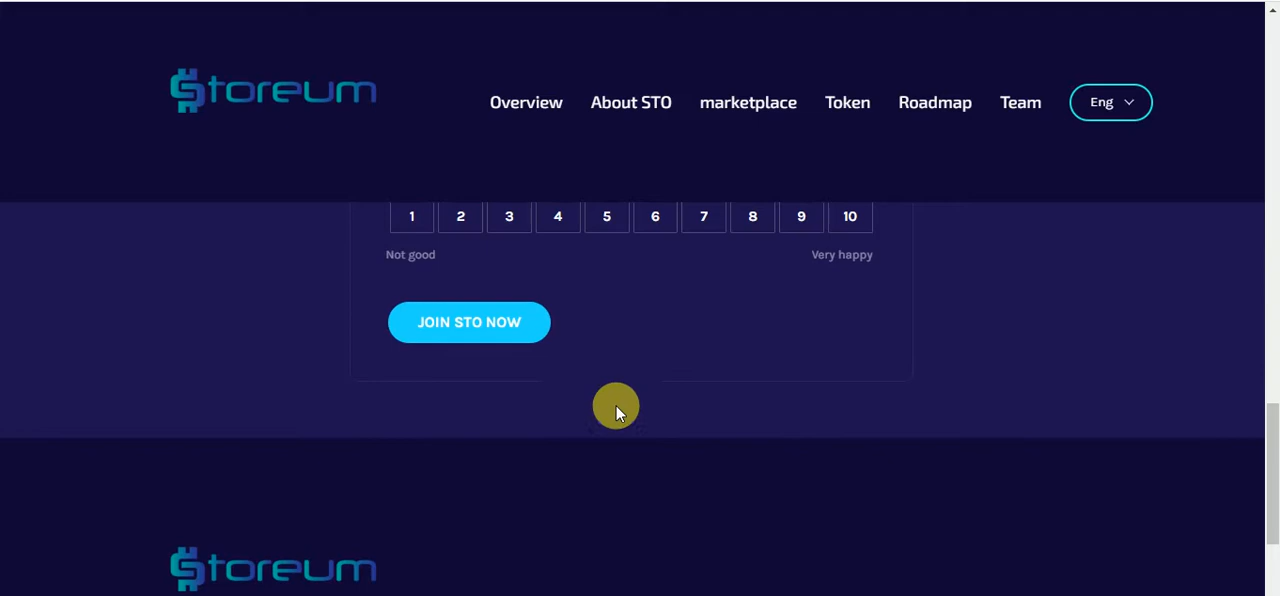 Storeum
Overview About STO marketplace Token Roadmap Team Eng
1 2 3 4 5 6 7 8 9 10
Not good Very happy
JOIN STO NOW
Storeum